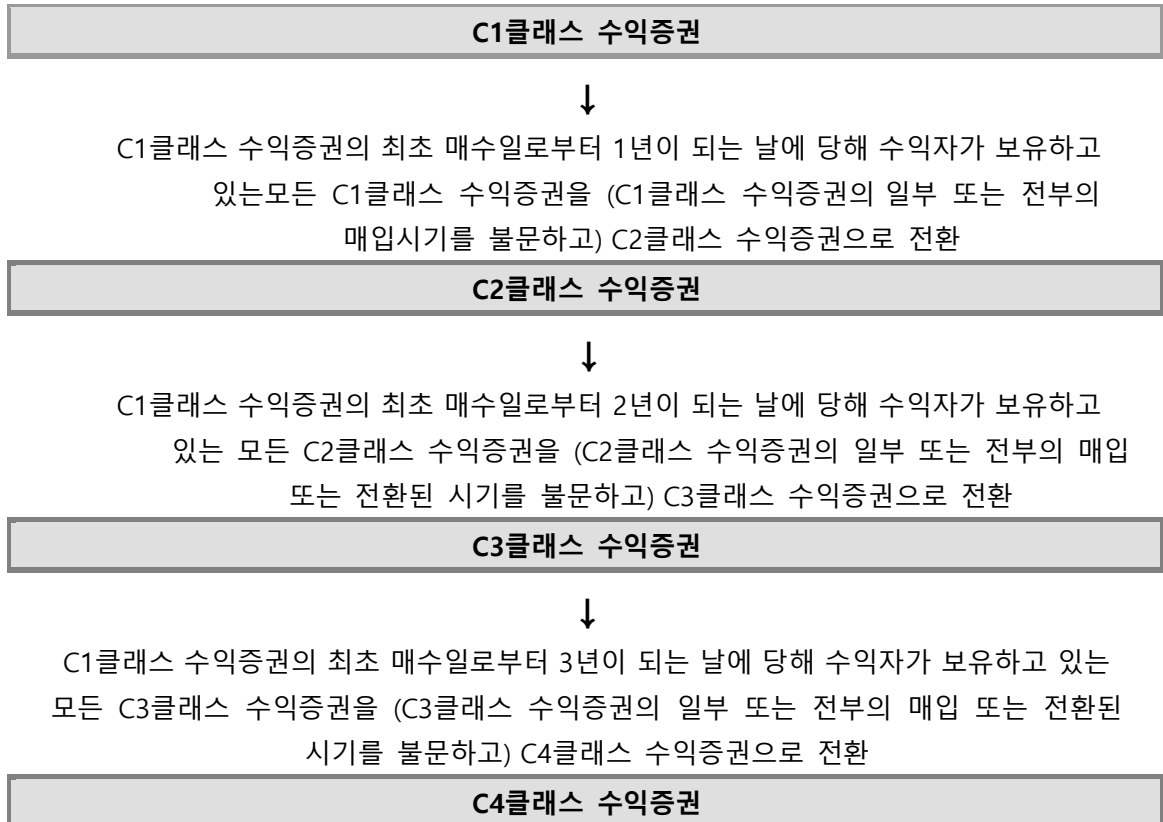 C1클래스 수익증권
↓
C1클래스 수익증권의 최초 매수일로부터 1년이 되는 날에 당해 수익자가 보유하고
있는모든 C1클래스 수익증권을 (C1클래스 수익증권의 일부 또는 전부의
매입시기를 불문하고) C2클래스 수익증권으로 전환
C2클래스 수익증권
↓
C1클래스 수익증권의 최초 매수일로부터 2년이 되는 날에 당해 수익자가 보유하고
있는 모든 C2클래스 수익증권을 (C2클래스 수익증권의 일부 또는 전부의 매입
또는 전환된 시기를 불문하고) C3클래스 수익증권으로 전환
C3클래스 수익증권
↓
C1클래스 수익증권의 최초 매수일로부터 3년이 되는 날에 당해 수익자가 보유하고 있는
모든 C3클래스 수익증권을 (C3클래스 수익증권의 일부 또는 전부의 매입 또는 전환된
시기를 불문하고) C4클래스 수익증권으로 전환
C4클래스 수익증권